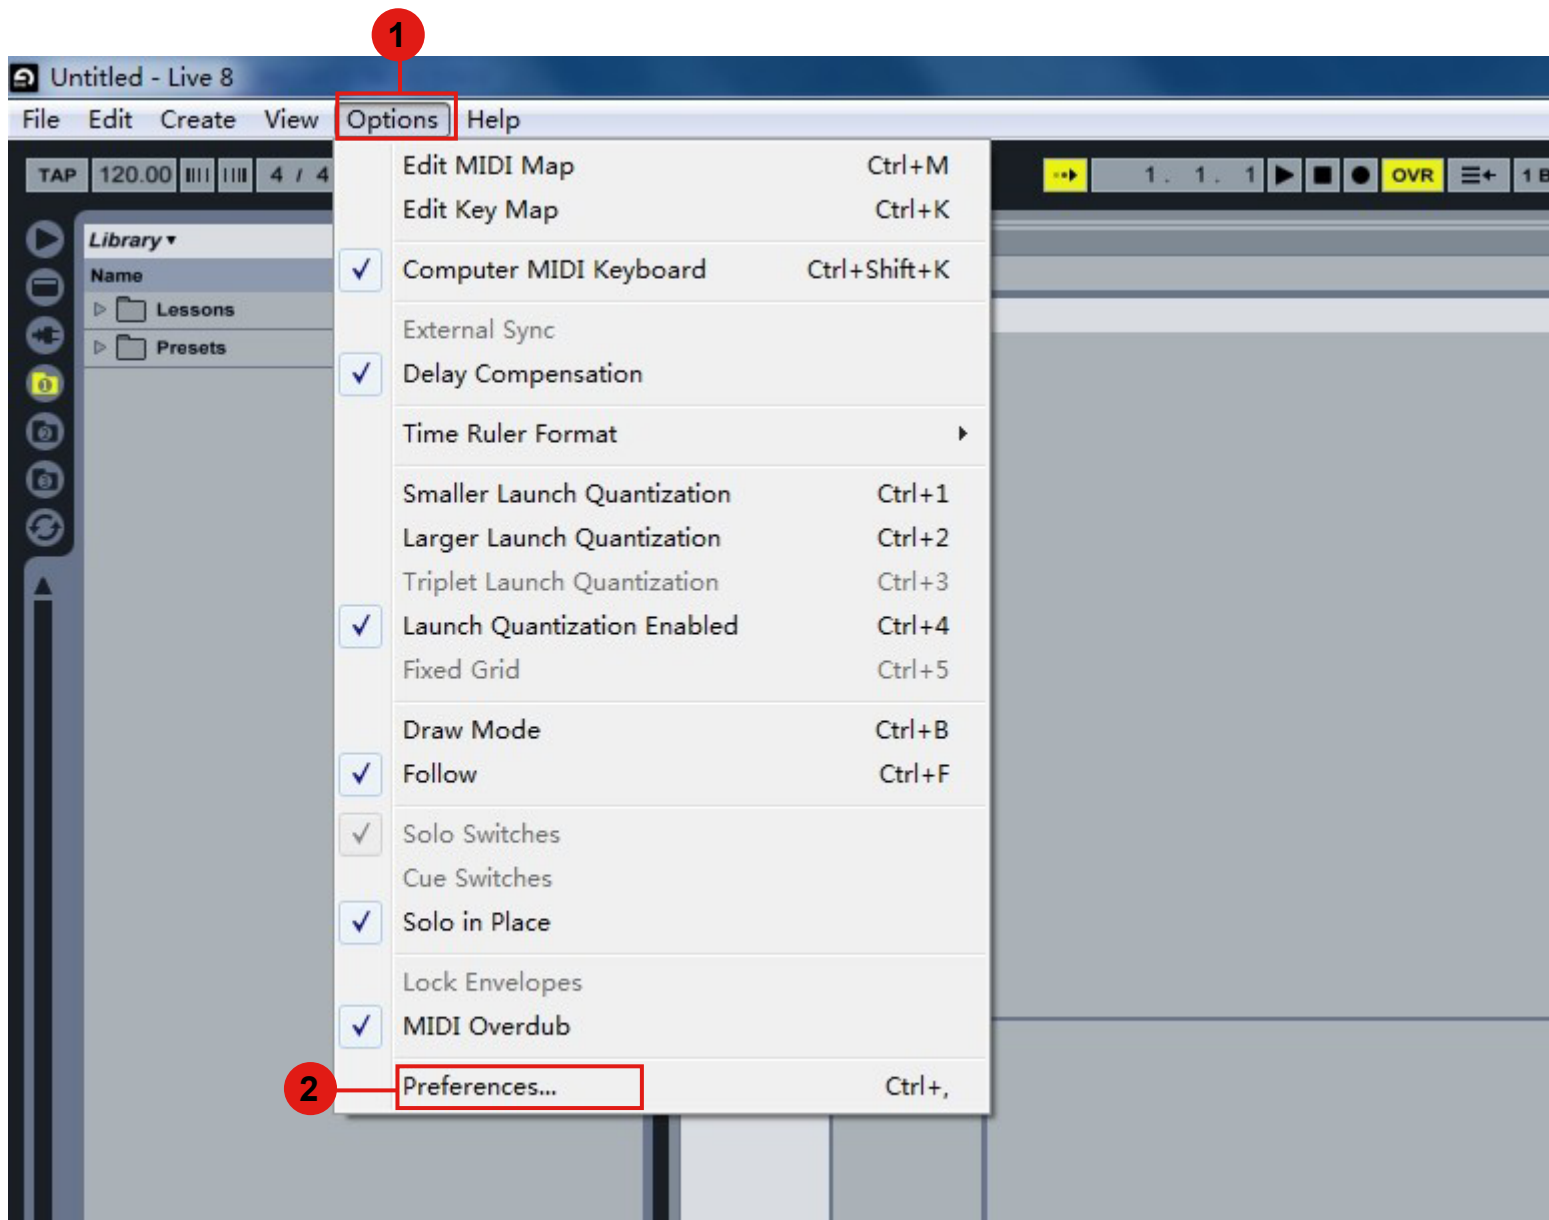 1
Untitled - Live 8
File Edit Create View Options Help
TAP 120.00 4 / 4 1. 1. 1 OVR 1 B
Library
Name
Lessons
Presets
1
2
3
Edit MIDI Map Ctrl+M
Edit Key Map Ctrl+K
Computer MIDI Keyboard Ctrl+Shift+K
External Sync
Delay Compensation
Time Ruler Format
Smaller Launch Quantization Ctrl+1
Larger Launch Quantization Ctrl+2
Triplet Launch Quantization Ctrl+3
Launch Quantization Enabled Ctrl+4
Fixed Grid Ctrl+5
Draw Mode Ctrl+B
Follow Ctrl+F
Solo Switches
Cue Switches
Solo in Place
Lock Envelopes
MIDI Overdub
2 Preferences... Ctrl+,